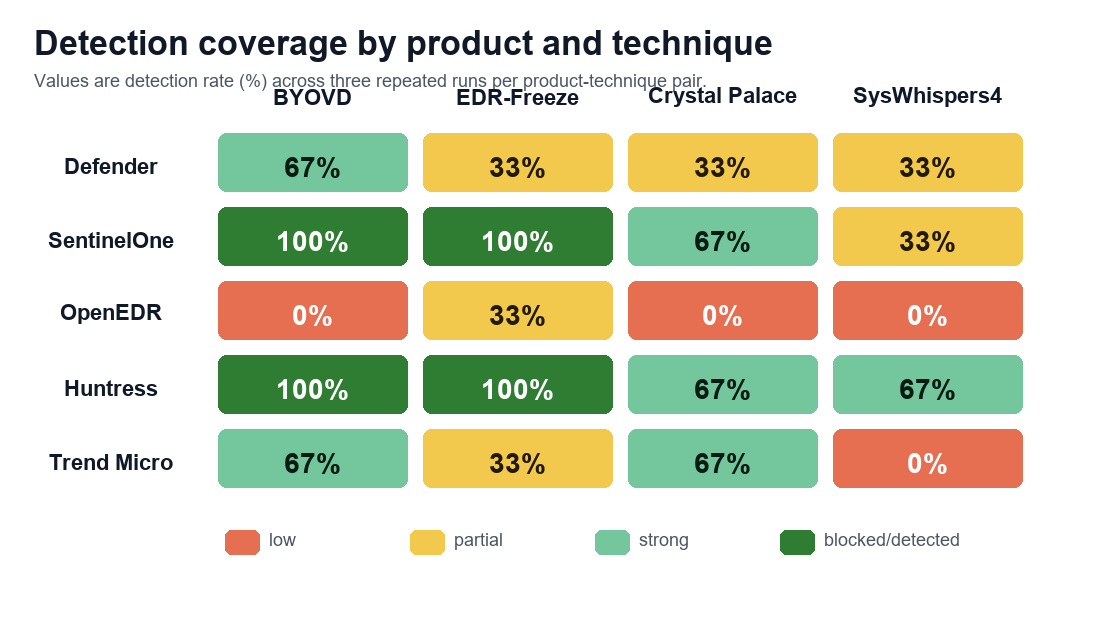 Detection coverage by product and technique
Values are detection rate (%) across three repeated runs per product-technique pair.
BYOVD EDR-Freeze Crystal Palace SysWhispers4
Defender 67% 33% 33% 33%
SentinelOne 100% 100% 67% 33%
OpenEDR 0% 33% 0% 0%
Huntress 100% 100% 67% 67%
Trend Micro 67% 33% 67% 0%
low partial strong blocked/detected